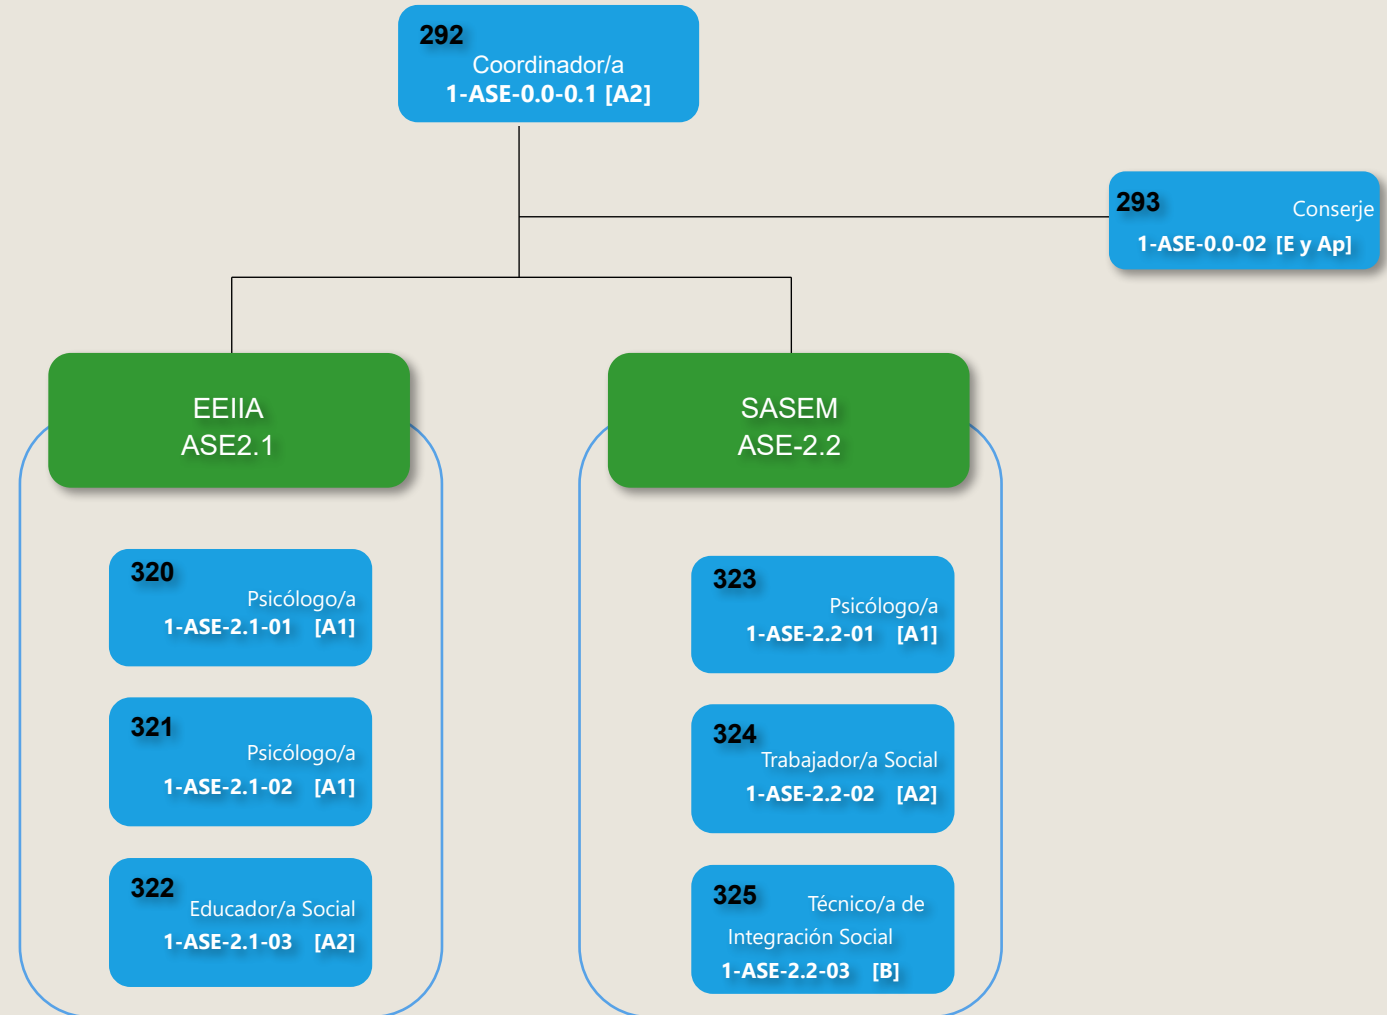 292
Coordinador/a
1-ASE-0.0-0.1 [A2]
293
Conserje
1-ASE-0.0-02 [E y Ap]
EEIIA
ASE2.1
SASEM
ASE-2.2
320
Psicólogo/a
1-ASE-2.1-01 [A1]
321
Psicólogo/a
1-ASE-2.1-02 [A1]
322
Educador/a Social
1-ASE-2.1-03 [A2]
323
Psicólogo/a
1-ASE-2.2-01 [A1]
324
Trabajador/a Social
1-ASE-2.2-02 [A2]
325
Técnico/a de
Integración Social
1-ASE-2.2-03 [B]